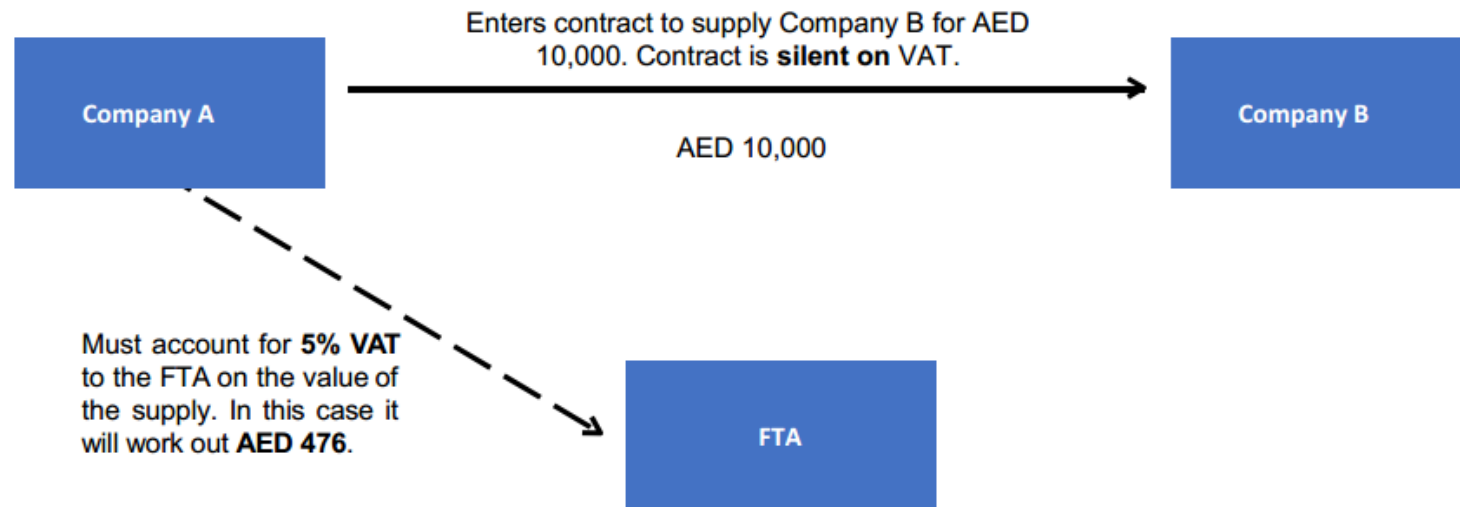 Enters contract to supply Company B for AED
10,000. Contract is silent on VAT.
Company A
Company B
AED 10,000
Must account for 5% VAT
to the FTA on the value of
the supply. In this case it
will work out AED 476.
FTA